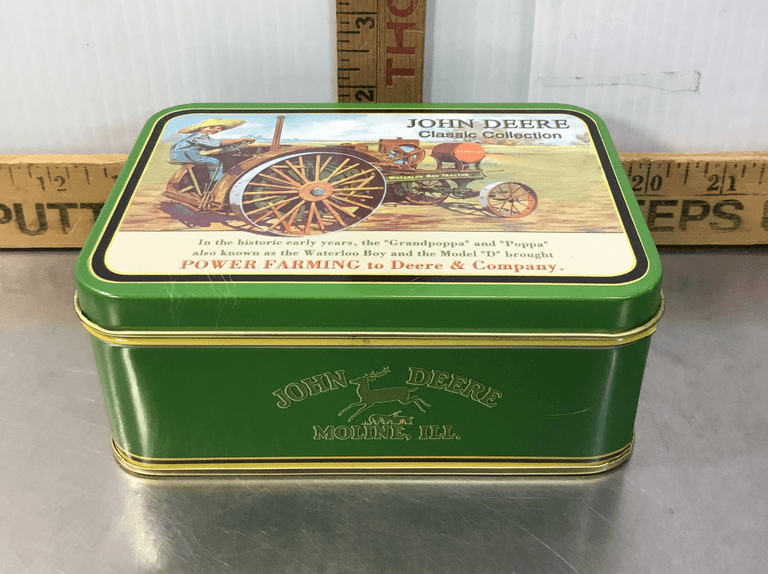 3
THO
2
JOHN DEERE
Classic Collection
WATERLOO BOY TRACTOR
12 13 20 21
PUTT EPS
In the historic early years, the "Grandpoppa" and "Poppa"
also known as the Waterloo Boy and the Model "D" brought
POWER FARMING to Deere & Company.
JOHN DEERE
MOLINE, ILL.